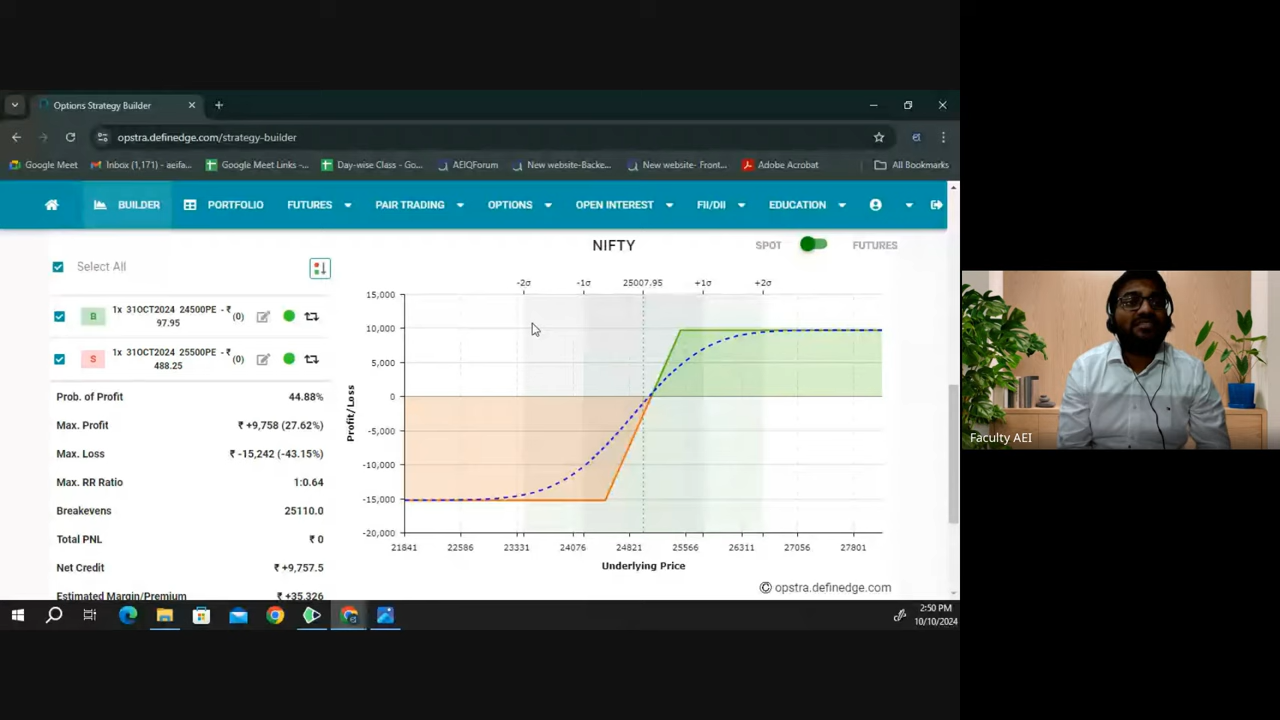 Options Strategy Builder
opstra.definedge.com/strategy-builder
Google Meet
Inbox (1,171) - aeifa...
Google Meet Links -...
Day-wise Class - Go...
AEIQForum
New website-Backe...
New website- Front...
Adobe Acrobat
All Bookmarks
BUILDER
PORTFOLIO
FUTURES
PAIR TRADING
OPTIONS
OPEN INTEREST
FII/DII
EDUCATION
Select All
B
1x 31OCT2024 24500PE - ₹
97.95
(0)
S
1x 31OCT2024 25500PE - ₹
488.25
(0)
Prob. of Profit 44.88%
Max. Profit ₹ +9,758 (27.62%)
Max. Loss ₹ -15,242 (-43.15%)
Max. RR Ratio 1:0.64
Breakevens 25110.0
Total PNL ₹ 0
Net Credit ₹ +9,757.5
Estimated Margin/Premium ₹ +35,326
NIFTY
SPOT
FUTURES
-2σ -1σ 25007.95 +1σ +2σ
15,000
10,000
5,000
0
-5,000
-10,000
-15,000
-20,000
Profit/Loss
21841 22586 23331 24076 24821 25566 26311 27056 27801
Underlying Price
© opstra.definedge.com
Faculty AEI
2:50 PM
10/10/2024